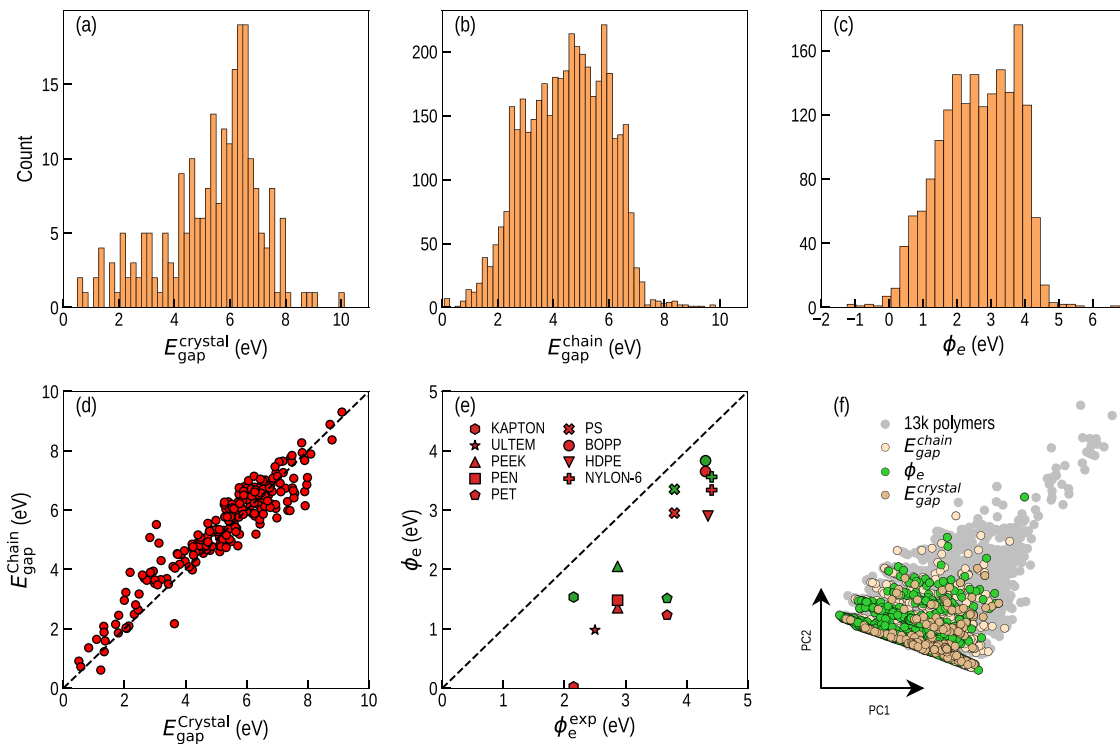 (a)
Count
15
10
5
0
0 2 4 6 8 10
E_gap^crystal (eV)
(b)
200
150
100
50
0
0 2 4 6 8 10
E_gap^chain (eV)
(c)
160
120
80
40
0
−2 −1 0 1 2 3 4 5 6
ϕ_e (eV)
(d)
E_gap^Chain (eV)
10
8
6
4
2
0
0 2 4 6 8 10
E_gap^Crystal (eV)
(e)
ϕ_e (eV)
5
4
3
2
1
0
KAPTON
ULTEM
PEEK
PEN
PET
PS
BOPP
HDPE
NYLON-6
0 1 2 3 4 5
ϕ_e^exp (eV)
(f)
13k polymers
E_gap^chain
ϕ_e
E_gap^crystal
PC2
PC1